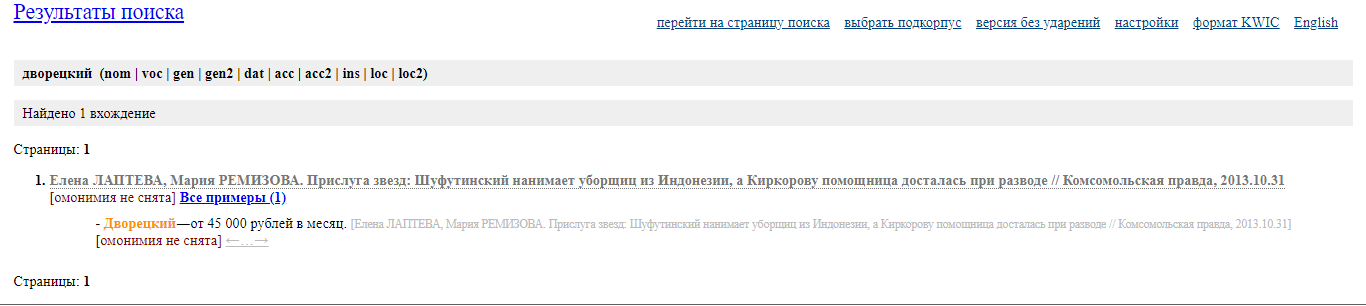 Результаты поиска
перейти на страницу поиска выбрать подкорпус версия без ударений настройки формат KWIC English
дворецкий (nom | voc | gen | gen2 | dat | acc | acc2 | ins | loc | loc2)
Найдено 1 вхождение
Страницы: 1
1. Елена ЛАПТЕВА, Мария РЕМИЗОВА. Прислуга звезд: Шуфутинский нанимает уборщиц из Индонезии, а Киркорову помощница досталась при разводе // Комсомольская правда, 2013.10.31
[омонимия не снята] Все примеры (1)
- Дворецкий — от 45 000 рублей в месяц. [Елена ЛАПТЕВА, Мария РЕМИЗОВА. Прислуга звезд: Шуфутинский нанимает уборщиц из Индонезии, а Киркорову помощница досталась при разводе // Комсомольская правда, 2013.10.31]
[омонимия не снята] ←…→
Страницы: 1